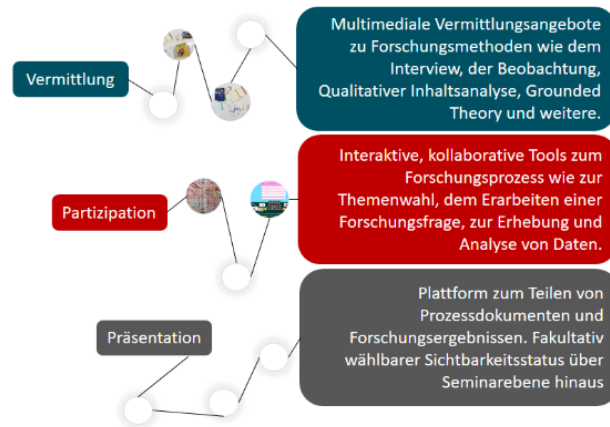 Vermittlung
Multimediale Vermittlungsangebote
zu Forschungsmethoden wie dem
Interview, der Beobachtung,
Qualitativer Inhaltsanalyse, Grounded
Theory und weitere.
Partizipation
Interaktive, kollaborative Tools zum
Forschungsprozess wie zur
Themenwahl, dem Erarbeiten einer
Forschungsfrage, zur Erhebung und
Analyse von Daten.
Präsentation
Plattform zum Teilen von
Prozessdokumenten und
Forschungsergebnissen. Fakultativ
wählbarer Sichtbarkeitsstatus über
Seminarebene hinaus